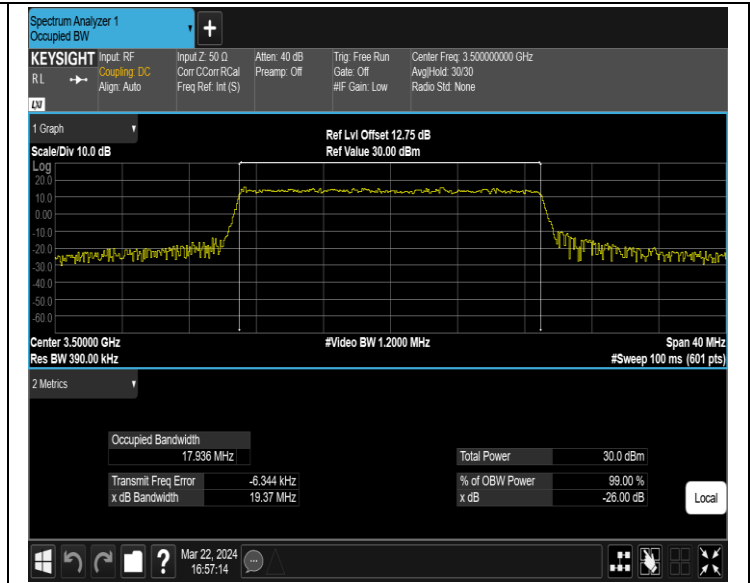 Spectrum Analyzer 1
Occupied BW
+
KEYSIGHT
RL
LXI
Input: RF
Coupling: DC
Align: Auto
Input Z: 50 Ω
Corr CCorr RCal
Freq Ref: Int (S)
Atten: 40 dB
Preamp: Off
Trig: Free Run
Gate: Off
#IF Gain: Low
Center Freq: 3.500000000 GHz
Avg|Hold: 30/30
Radio Std: None
1 Graph
Scale/Div 10.0 dB
Ref Lvl Offset 12.75 dB
Ref Value 30.00 dBm
Log
20.0
10.0
0.00
-10.0
-20.0
-30.0
-40.0
-50.0
-60.0
Center 3.50000 GHz
#Video BW 1.2000 MHz
Span 40 MHz
Res BW 390.00 kHz
#Sweep 100 ms (601 pts)
2 Metrics
Occupied Bandwidth
17.936 MHz
Total Power 30.0 dBm
Transmit Freq Error -6.344 kHz
% of OBW Power 99.00 %
x dB Bandwidth 19.37 MHz
x dB -26.00 dB
Local
?
Mar 22, 2024
16:57:14